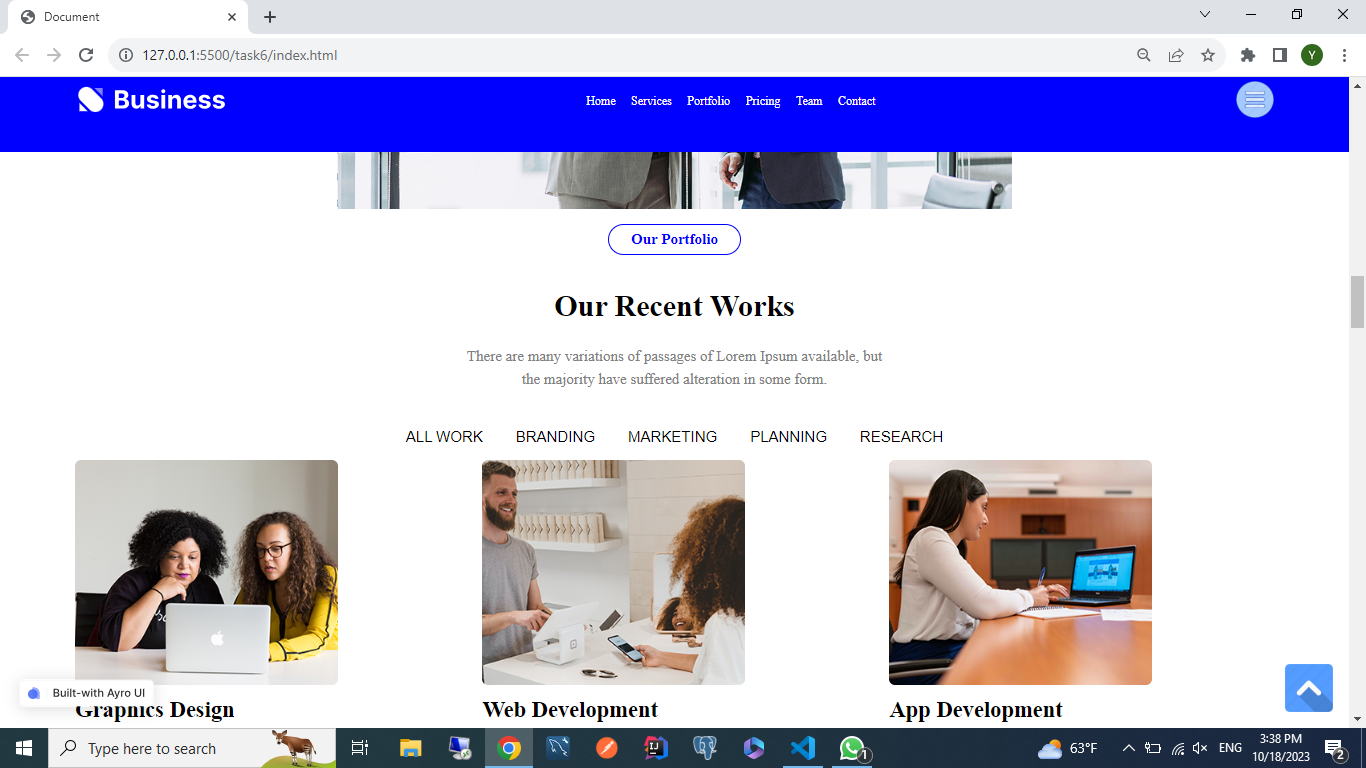 Document
127.0.0.1:5500/task6/index.html
Y
Business
Home Services Portfolio Pricing Team Contact
Our Portfolio
Our Recent Works
There are many variations of passages of Lorem Ipsum available, but
the majority have suffered alteration in some form.
ALL WORK BRANDING MARKETING PLANNING RESEARCH
Built-with Ayro UI
Graphics Design Web Development App Development
Type here to search
1
63°F
ENG
3:38 PM
10/18/2023
2